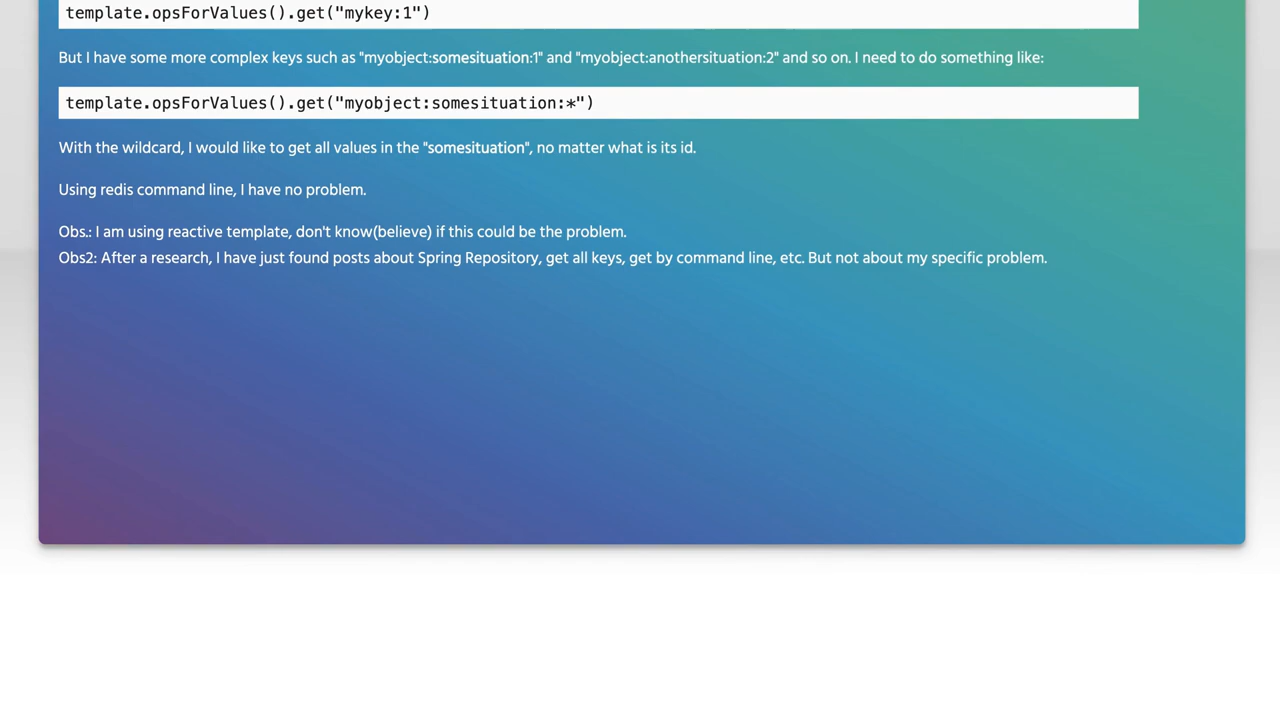 template.opsForValues().get("mykey:1")
But I have some more complex keys such as "myobject:somesituation:1" and "myobject:anothersituation:2" and so on. I need to do something like:
template.opsForValues().get("myobject:somesituation:*")
With the wildcard, I would like to get all values in the "somesituation", no matter what is its id.
Using redis command line, I have no problem.
Obs.: I am using reactive template, don't know(believe) if this could be the problem.
Obs2: After a research, I have just found posts about Spring Repository, get all keys, get by command line, etc. But not about my specific problem.